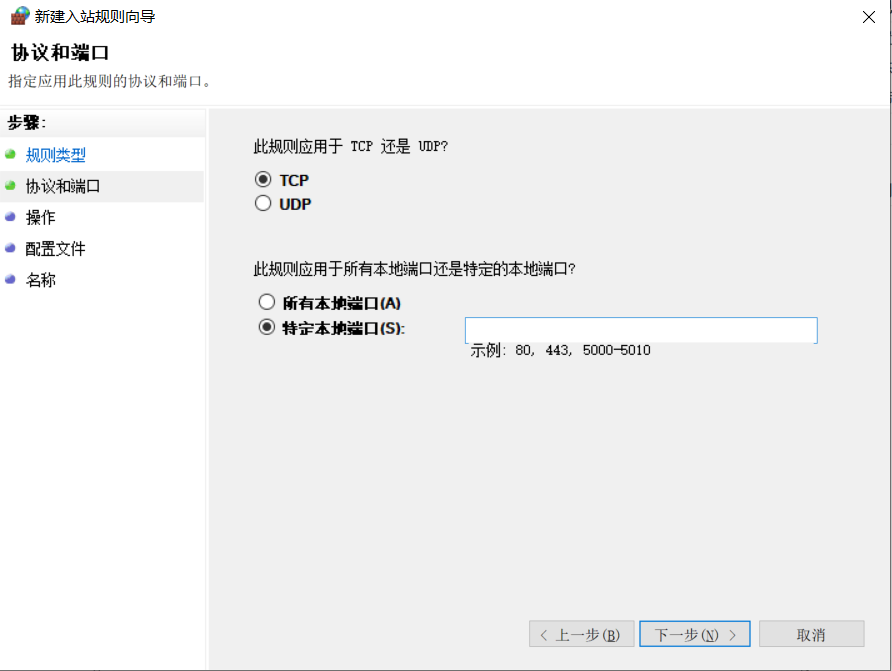 新建入站规则向导
协议和端口
指定应用此规则的协议和端口。
步骤:
规则类型
协议和端口
操作
配置文件
名称
此规则应用于 TCP 还是 UDP?
TCP
UDP
此规则应用于所有本地端口还是特定的本地端口?
所有本地端口(A)
特定本地端口(S):
示例: 80, 443, 5000-5010
< 上一步(B)
下一步(N) >
取消